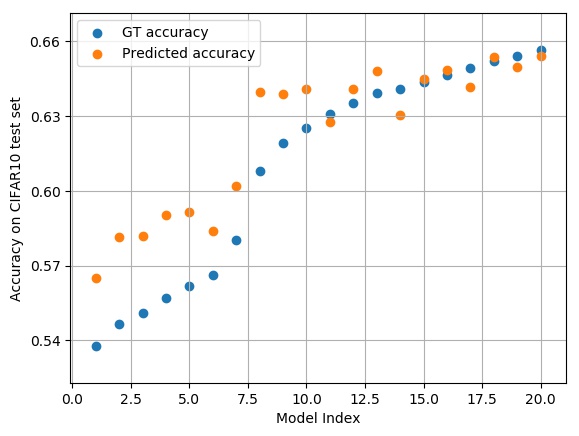 GT accuracy
Predicted accuracy
Accuracy on CIFAR10 test set
0.66
0.63
0.60
0.57
0.54
0.0 2.5 5.0 7.5 10.0 12.5 15.0 17.5 20.0
Model Index